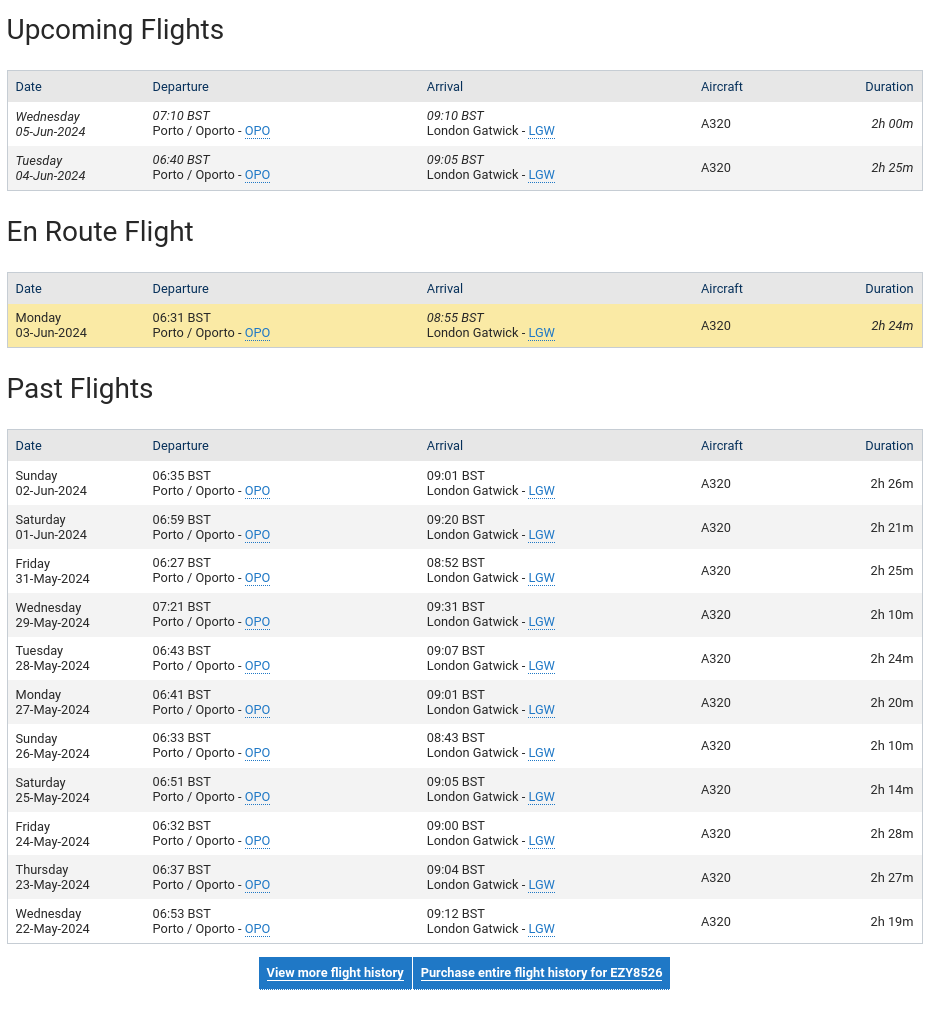 Upcoming Flights
Date Departure Arrival Aircraft Duration
Wednesday 07:10 BST 09:10 BST
05-Jun-2024 Porto / Oporto - OPO London Gatwick - LGW A320 2h 00m
Tuesday 06:40 BST 09:05 BST
04-Jun-2024 Porto / Oporto - OPO London Gatwick - LGW A320 2h 25m
En Route Flight
Date Departure Arrival Aircraft Duration
Monday 06:31 BST 08:55 BST
03-Jun-2024 Porto / Oporto - OPO London Gatwick - LGW A320 2h 24m
Past Flights
Date Departure Arrival Aircraft Duration
Sunday 06:35 BST 09:01 BST
02-Jun-2024 Porto / Oporto - OPO London Gatwick - LGW A320 2h 26m
Saturday 06:59 BST 09:20 BST
01-Jun-2024 Porto / Oporto - OPO London Gatwick - LGW A320 2h 21m
Friday 06:27 BST 08:52 BST
31-May-2024 Porto / Oporto - OPO London Gatwick - LGW A320 2h 25m
Wednesday 07:21 BST 09:31 BST
29-May-2024 Porto / Oporto - OPO London Gatwick - LGW A320 2h 10m
Tuesday 06:43 BST 09:07 BST
28-May-2024 Porto / Oporto - OPO London Gatwick - LGW A320 2h 24m
Monday 06:41 BST 09:01 BST
27-May-2024 Porto / Oporto - OPO London Gatwick - LGW A320 2h 20m
Sunday 06:33 BST 08:43 BST
26-May-2024 Porto / Oporto - OPO London Gatwick - LGW A320 2h 10m
Saturday 06:51 BST 09:05 BST
25-May-2024 Porto / Oporto - OPO London Gatwick - LGW A320 2h 14m
Friday 06:32 BST 09:00 BST
24-May-2024 Porto / Oporto - OPO London Gatwick - LGW A320 2h 28m
Thursday 06:37 BST 09:04 BST
23-May-2024 Porto / Oporto - OPO London Gatwick - LGW A320 2h 27m
Wednesday 06:53 BST 09:12 BST
22-May-2024 Porto / Oporto - OPO London Gatwick - LGW A320 2h 19m
View more flight history Purchase entire flight history for EZY8526